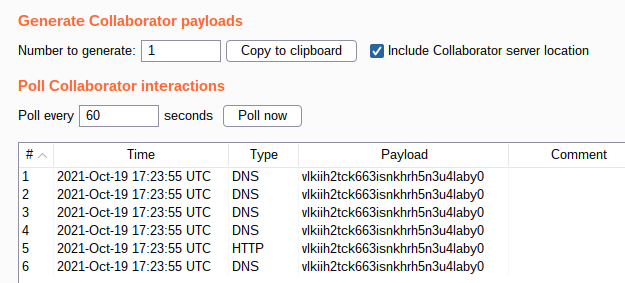 Generate Collaborator payloads
Number to generate: 1 Copy to clipboard Include Collaborator server location
Poll Collaborator interactions
Poll every 60 seconds Poll now
# Time Type Payload Comment
1 2021-Oct-19 17:23:55 UTC DNS vlkiih2tck663isnkhrh5n3u4laby0
2 2021-Oct-19 17:23:55 UTC DNS vlkiih2tck663isnkhrh5n3u4laby0
3 2021-Oct-19 17:23:55 UTC DNS vlkiih2tck663isnkhrh5n3u4laby0
4 2021-Oct-19 17:23:55 UTC DNS vlkiih2tck663isnkhrh5n3u4laby0
5 2021-Oct-19 17:23:55 UTC HTTP vlkiih2tck663isnkhrh5n3u4laby0
6 2021-Oct-19 17:23:55 UTC DNS vlkiih2tck663isnkhrh5n3u4laby0